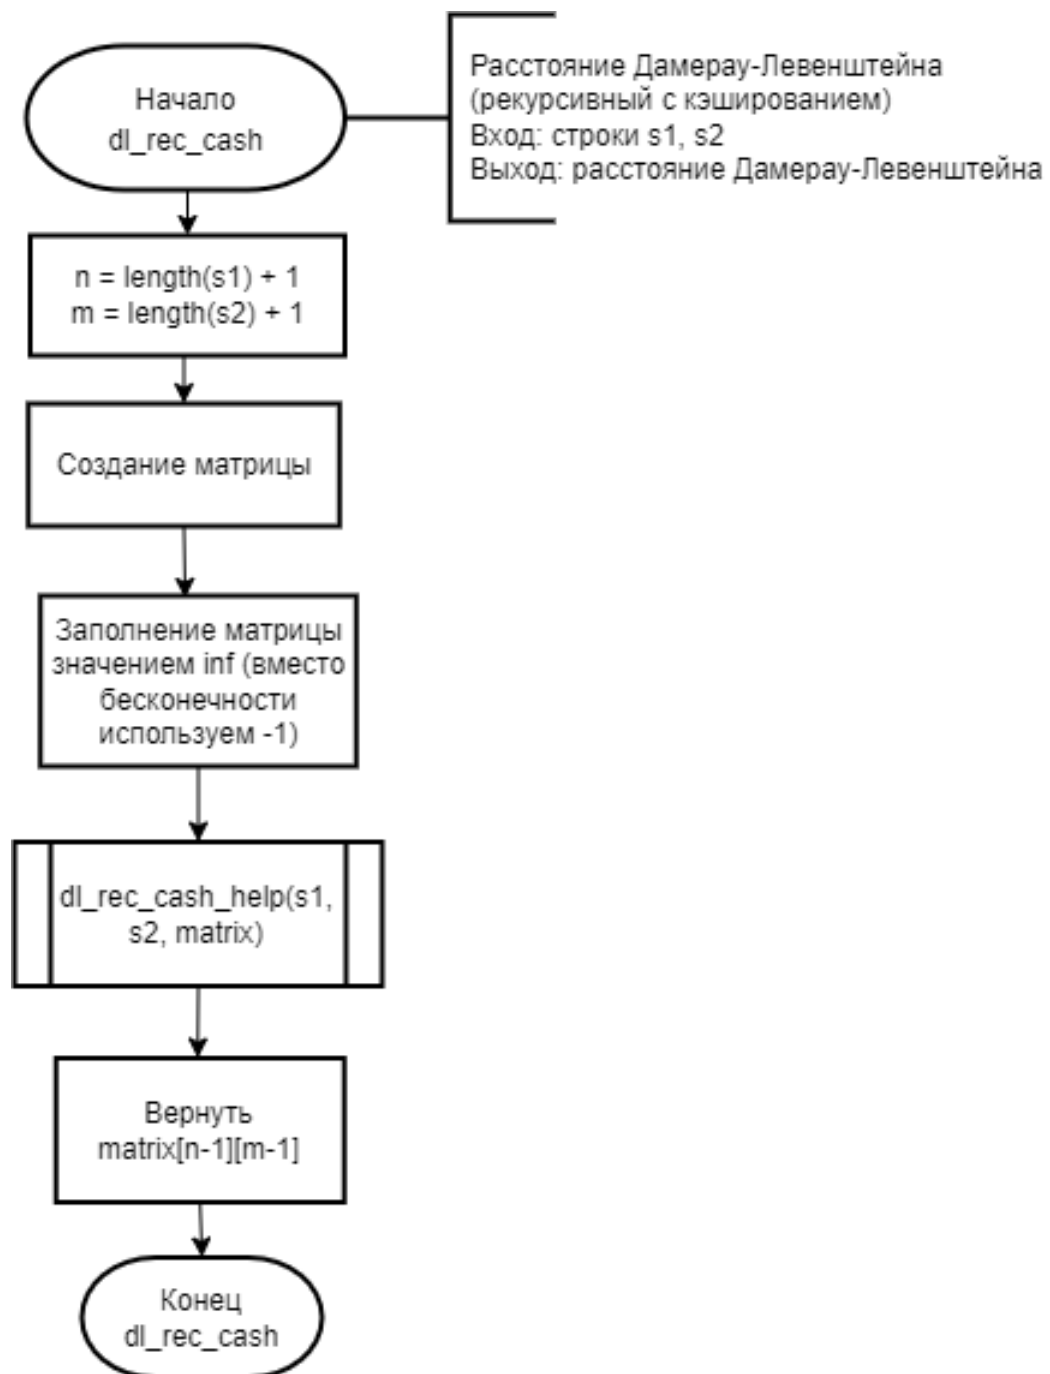 Начало
dl_rec_cash
Расстояние Дамерау-Левенштейна
(рекурсивный с кэшированием)
Вход: строки s1, s2
Выход: расстояние Дамерау-Левенштейна
n = length(s1) + 1
m = length(s2) + 1
Создание матрицы
Заполнение матрицы
значением inf (вместо
бесконечности
используем -1)
dl_rec_cash_help(s1,
s2, matrix)
Вернуть
matrix[n-1][m-1]
Конец
dl_rec_cash